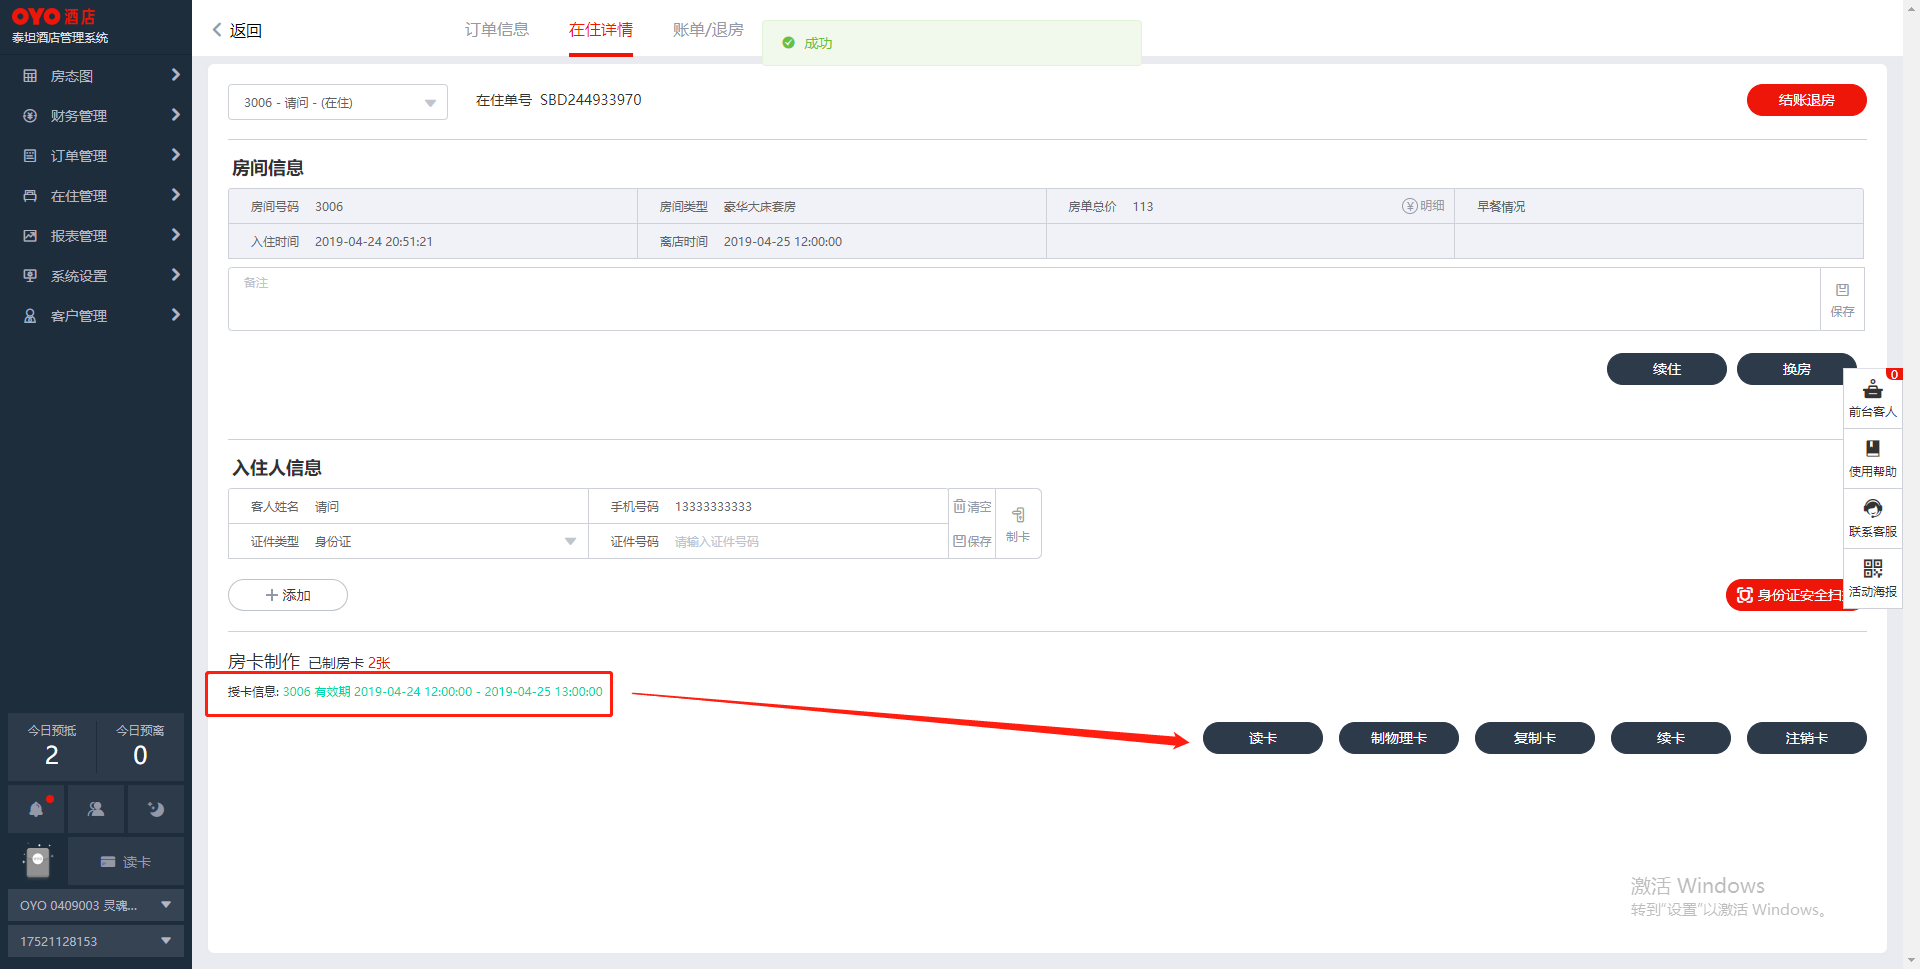 OYO 酒店
泰坦酒店管理系统
房态图
财务管理
订单管理
在住管理
报表管理
系统设置
客户管理
今日预抵
2
今日预离
0
读卡
OYO 0409003 灵魂...
17521128153
返回
订单信息
在住详情
账单/退房
成功
3006 - 请问 - (在住)
在住单号 SBD244933970
结账退房
房间信息
房间号码 3006 房间类型 豪华大床套房 房单总价 113 明细 早餐情况
入住时间 2019-04-24 20:51:21 离店时间 2019-04-25 12:00:00
备注
保存
续住
换房
0
前台客人
使用帮助
联系客服
活动海报
入住人信息
客人姓名 请问 手机号码 13333333333 清空
证件类型 身份证 证件号码 请输入证件号码 保存
制卡
添加
身份证安全扫
房卡制作 已制房卡 2张
授卡信息: 3006 有效期 2019-04-24 12:00:00 - 2019-04-25 13:00:00
读卡
制物理卡
复制卡
续卡
注销卡
激活 Windows
转到“设置”以激活 Windows。